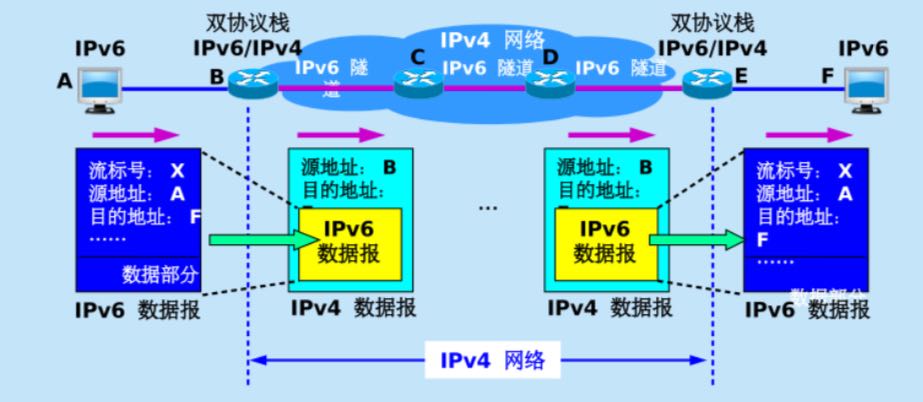 双协议栈
双协议栈
IPv6
IPv6/IPv4
IPv4 网络
IPv6/IPv4
IPv6
A
B
IPv6 隧
道
C
IPv6 隧道
D
IPv6 隧道
E
F
流标号： X
源地址： A
目的地址： F
……
数据部分
IPv6 数据报
源地址： B
目的地址：
IPv6
数据报
IPv4 数据报
…
源地址： B
目的地址：
IPv6
数据报
IPv4 数据报
流标号： X
源地址： A
目的地址：
F
……
数据部分
IPv6 数据报
IPv4 网络